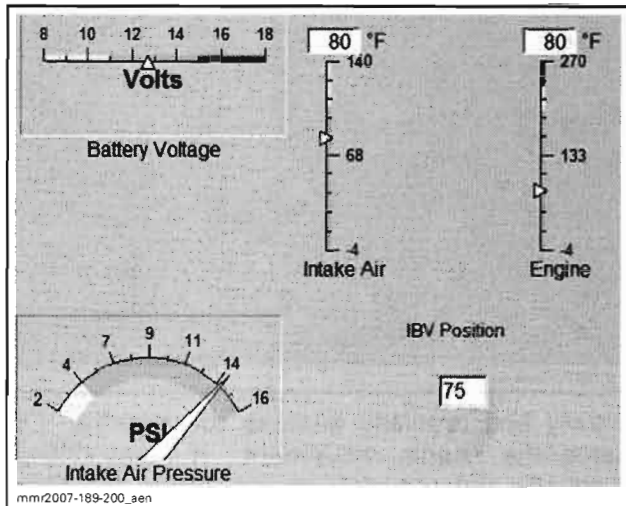 8 10 12 14 16 18
Volts
Battery Voltage
80 °F
140
68
-4
Intake Air
80 °F
270
133
-4
Engine
2 4 7 9 11 14 16
PSI
Intake Air Pressure
IBV Position
75
mmr2007-189-200_aen